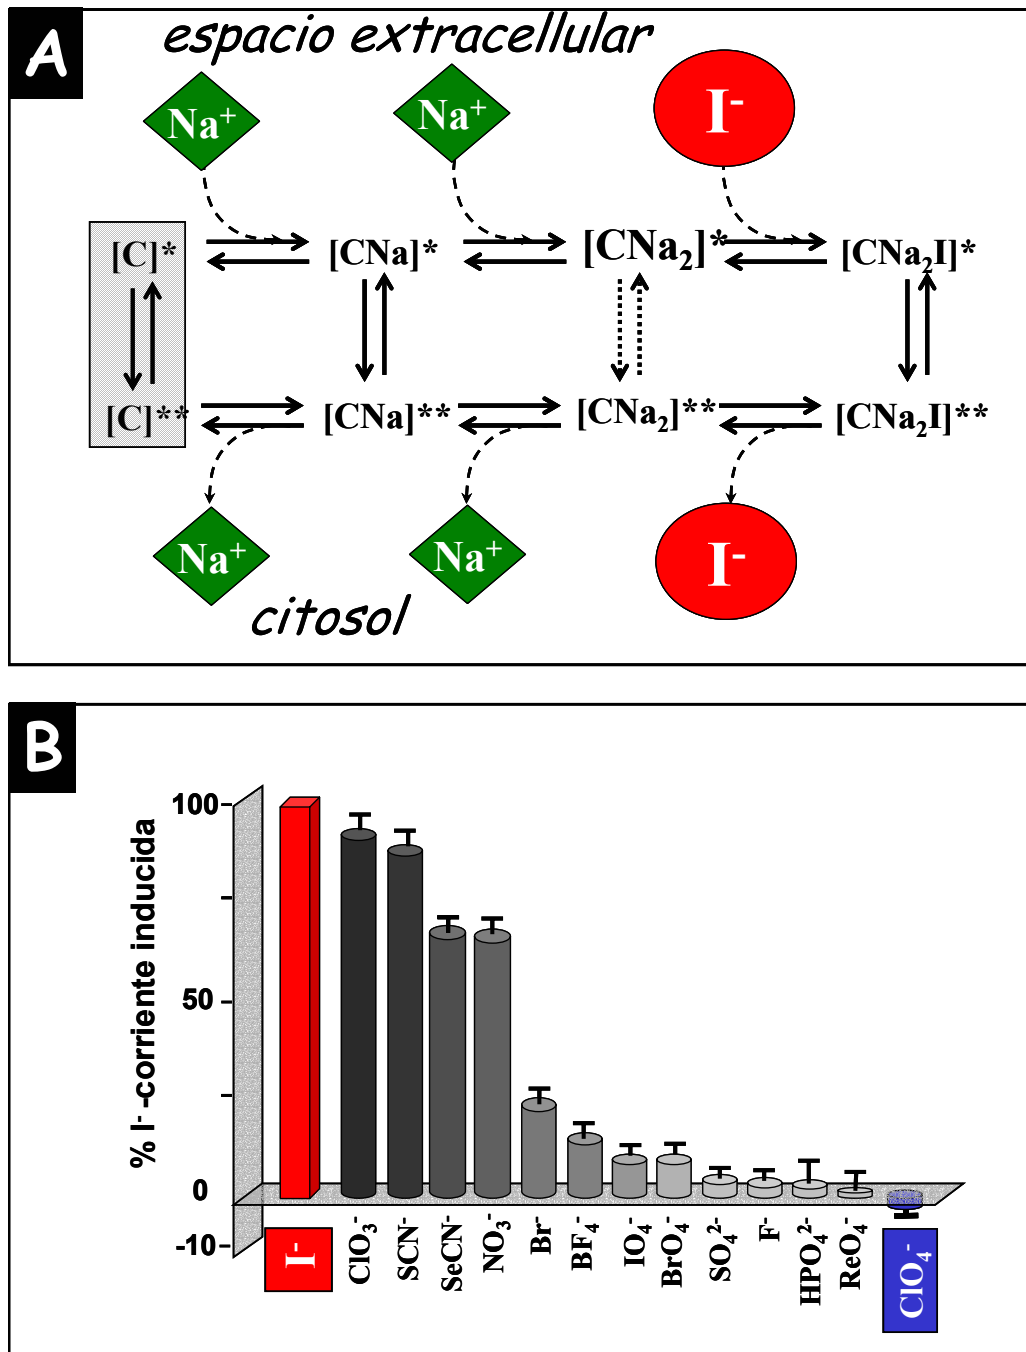 A
espacio extracellular
Na⁺ Na⁺ I⁻
[C]* [CNa]* [CNa₂]* [CNa₂I]*
[C]** [CNa]** [CNa₂]** [CNa₂I]**
Na⁺ Na⁺ I⁻
citosol
B
% I⁻ -corriente inducida
100
50
0
-10
I⁻
ClO₃⁻
SCN⁻
SeCN⁻
NO₃⁻
Br⁻
BF₄⁻
IO₄⁻
BrO₄⁻
SO₄²⁻
F⁻
HPO₄²⁻
ReO₄⁻
ClO₄⁻